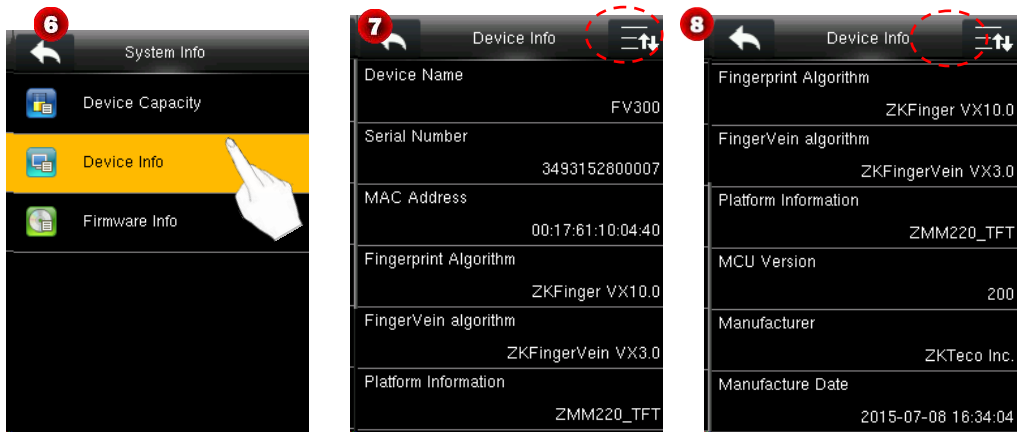 6
System Info
Device Capacity
Device Info
Firmware Info
7
Device Info
Device Name
FV300
Serial Number
3493152800007
MAC Address
00:17:61:10:04:40
Fingerprint Algorithm
ZKFinger VX10.0
FingerVein algorithm
ZKFingerVein VX3.0
Platform Information
ZMM220_TFT
8
Device Info
Fingerprint Algorithm
ZKFinger VX10.0
FingerVein algorithm
ZKFingerVein VX3.0
Platform Information
ZMM220_TFT
MCU Version
200
Manufacturer
ZKTeco Inc.
Manufacture Date
2015-07-08 16:34:04